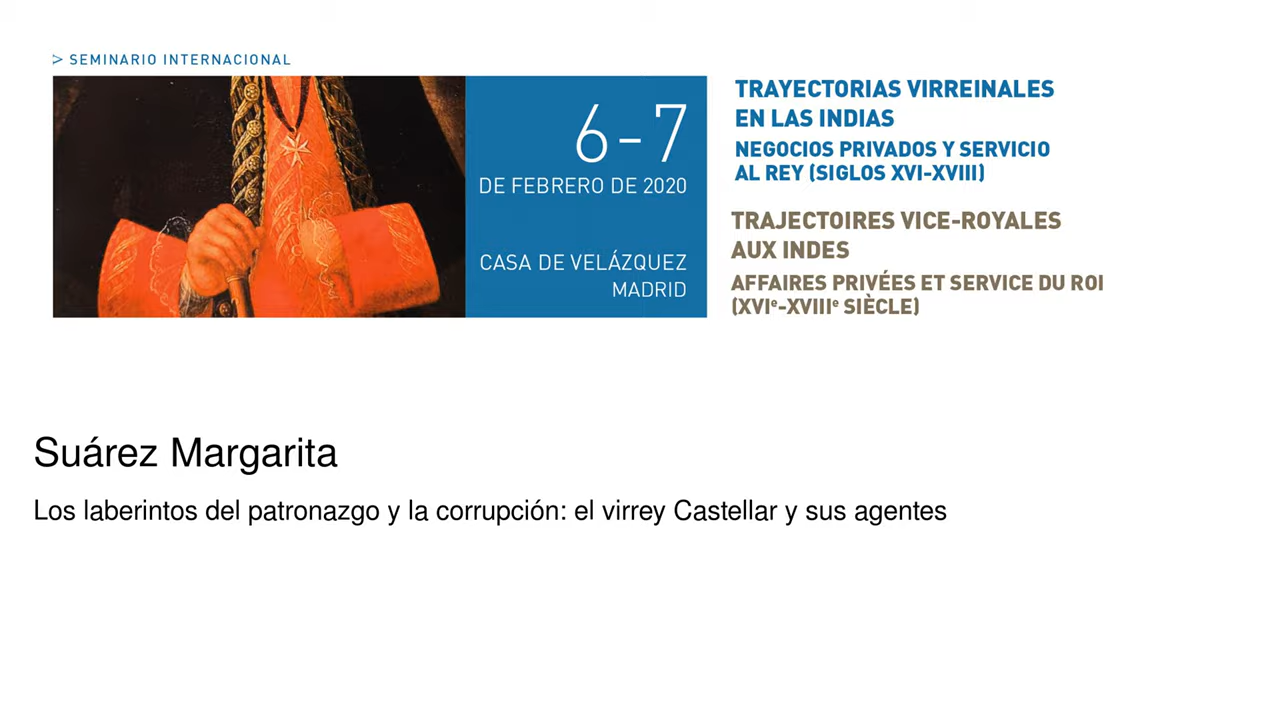 > SEMINARIO INTERNACIONAL
6-7
DE FEBRERO DE 2020
CASA DE VELÁZQUEZ
MADRID
TRAYECTORIAS VIRREINALES
EN LAS INDIAS
NEGOCIOS PRIVADOS Y SERVICIO
AL REY (SIGLOS XVI-XVIII)
TRAJECTOIRES VICE-ROYALES
AUX INDES
AFFAIRES PRIVÉES ET SERVICE DU ROI
(XVIe-XVIIIe SIÈCLE)
Suárez Margarita
Los laberintos del patronazgo y la corrupción: el virrey Castellar y sus agentes